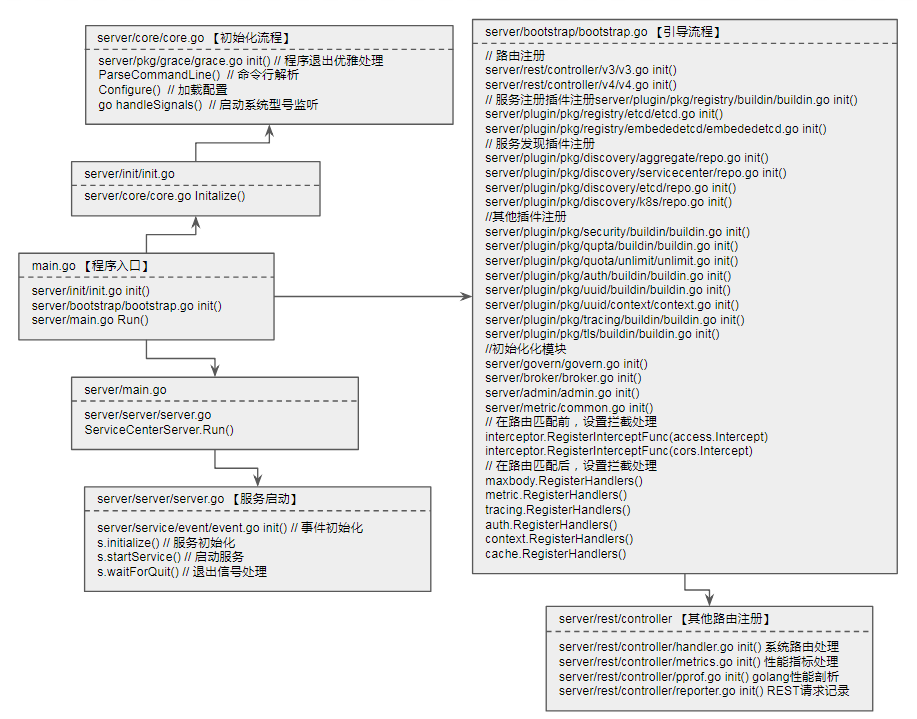 server/core/core.go 【初始化流程】
server/pkg/grace/grace.go init() // 程序退出优雅处理
ParseCommandLine()  // 命令行解析
Configure()  // 加载配置
go handleSignals()  // 启动系统型号监听
server/init/init.go
server/core/core.go Initalize()
main.go 【程序入口】
server/init/init.go init()
server/bootstrap/bootstrap.go init()
server/main.go Run()
server/main.go
server/server/server.go
ServiceCenterServer.Run()
server/server/server.go 【服务启动】
server/service/event/event.go init() // 事件初始化
s.initialize() // 服务初始化
s.startService() // 启动服务
s.waitForQuit() // 退出信号处理
server/bootstrap/bootstrap.go 【引导流程】
// 路由注册
server/rest/controller/v3/v3.go init()
server/rest/controller/v4/v4.go init()
// 服务注册插件注册server/plugin/pkg/registry/buildin/buildin.go init()
server/plugin/pkg/registry/etcd/etcd.go init()
server/plugin/pkg/registry/embededetcd/embededetcd.go init()
// 服务发现插件注册
server/plugin/pkg/discovery/aggregate/repo.go init()
server/plugin/pkg/discovery/servicecenter/repo.go init()
server/plugin/pkg/discovery/etcd/repo.go init()
server/plugin/pkg/discovery/k8s/repo.go init()
//其他插件注册
server/plugin/pkg/security/buildin/buildin.go init()
server/plugin/pkg/qupta/buildin/buildin.go init()
server/plugin/pkg/quota/unlimit/unlimit.go init()
server/plugin/pkg/auth/buildin/buildin.go init()
server/plugin/pkg/uuid/buildin/buildin.go init()
server/plugin/pkg/uuid/context/context.go init()
server/plugin/pkg/tracing/buildin/buildin.go init()
server/plugin/pkg/tls/buildin/buildin.go init()
//初始化化模块
server/govern/govern.go init()
server/broker/broker.go init()
server/admin/admin.go init()
server/metric/common.go init()
// 在路由匹配前，设置拦截处理
interceptor.RegisterInterceptFunc(access.Intercept)
interceptor.RegisterInterceptFunc(cors.Intercept)
// 在路由匹配后，设置拦截处理
maxbody.RegisterHandlers()
metric.RegisterHandlers()
tracing.RegisterHandlers()
auth.RegisterHandlers()
context.RegisterHandlers()
cache.RegisterHandlers()
server/rest/controller 【其他路由注册】
server/rest/controller/handler.go init() 系统路由处理
server/rest/controller/metrics.go init() 性能指标处理
server/rest/controller/pprof.go init() golang性能剖析
server/rest/controller/reporter.go init() REST请求记录